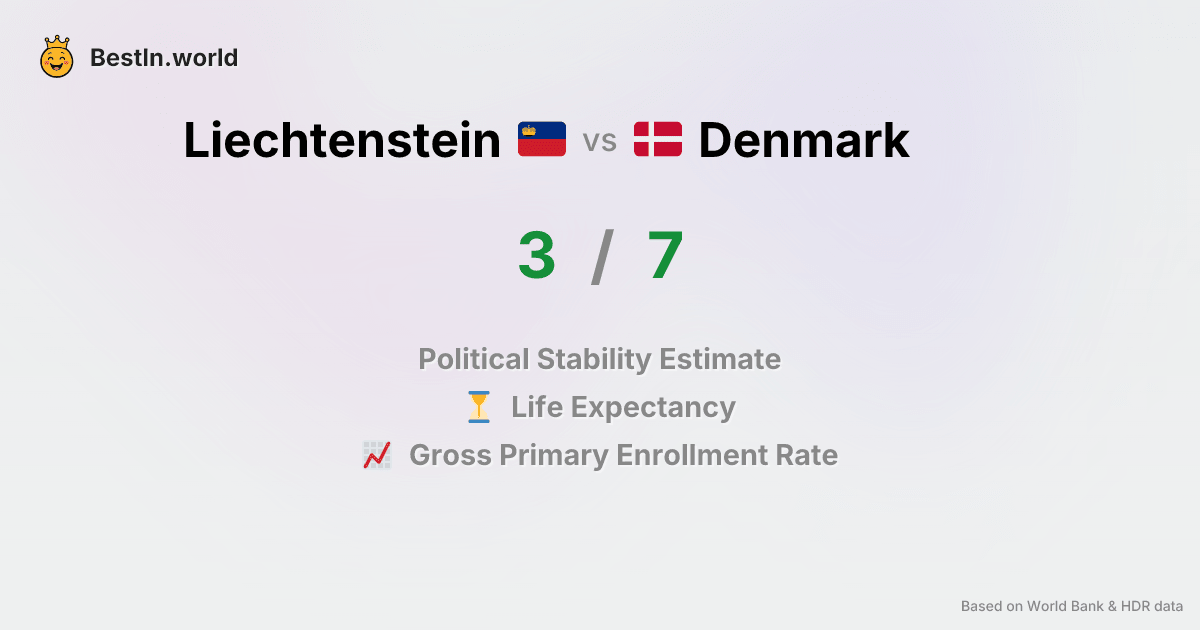 BestIn.world
Liechtenstein vs Denmark
3 / 7
Political Stability Estimate
Life Expectancy
Gross Primary Enrollment Rate
Based on World Bank & HDR data